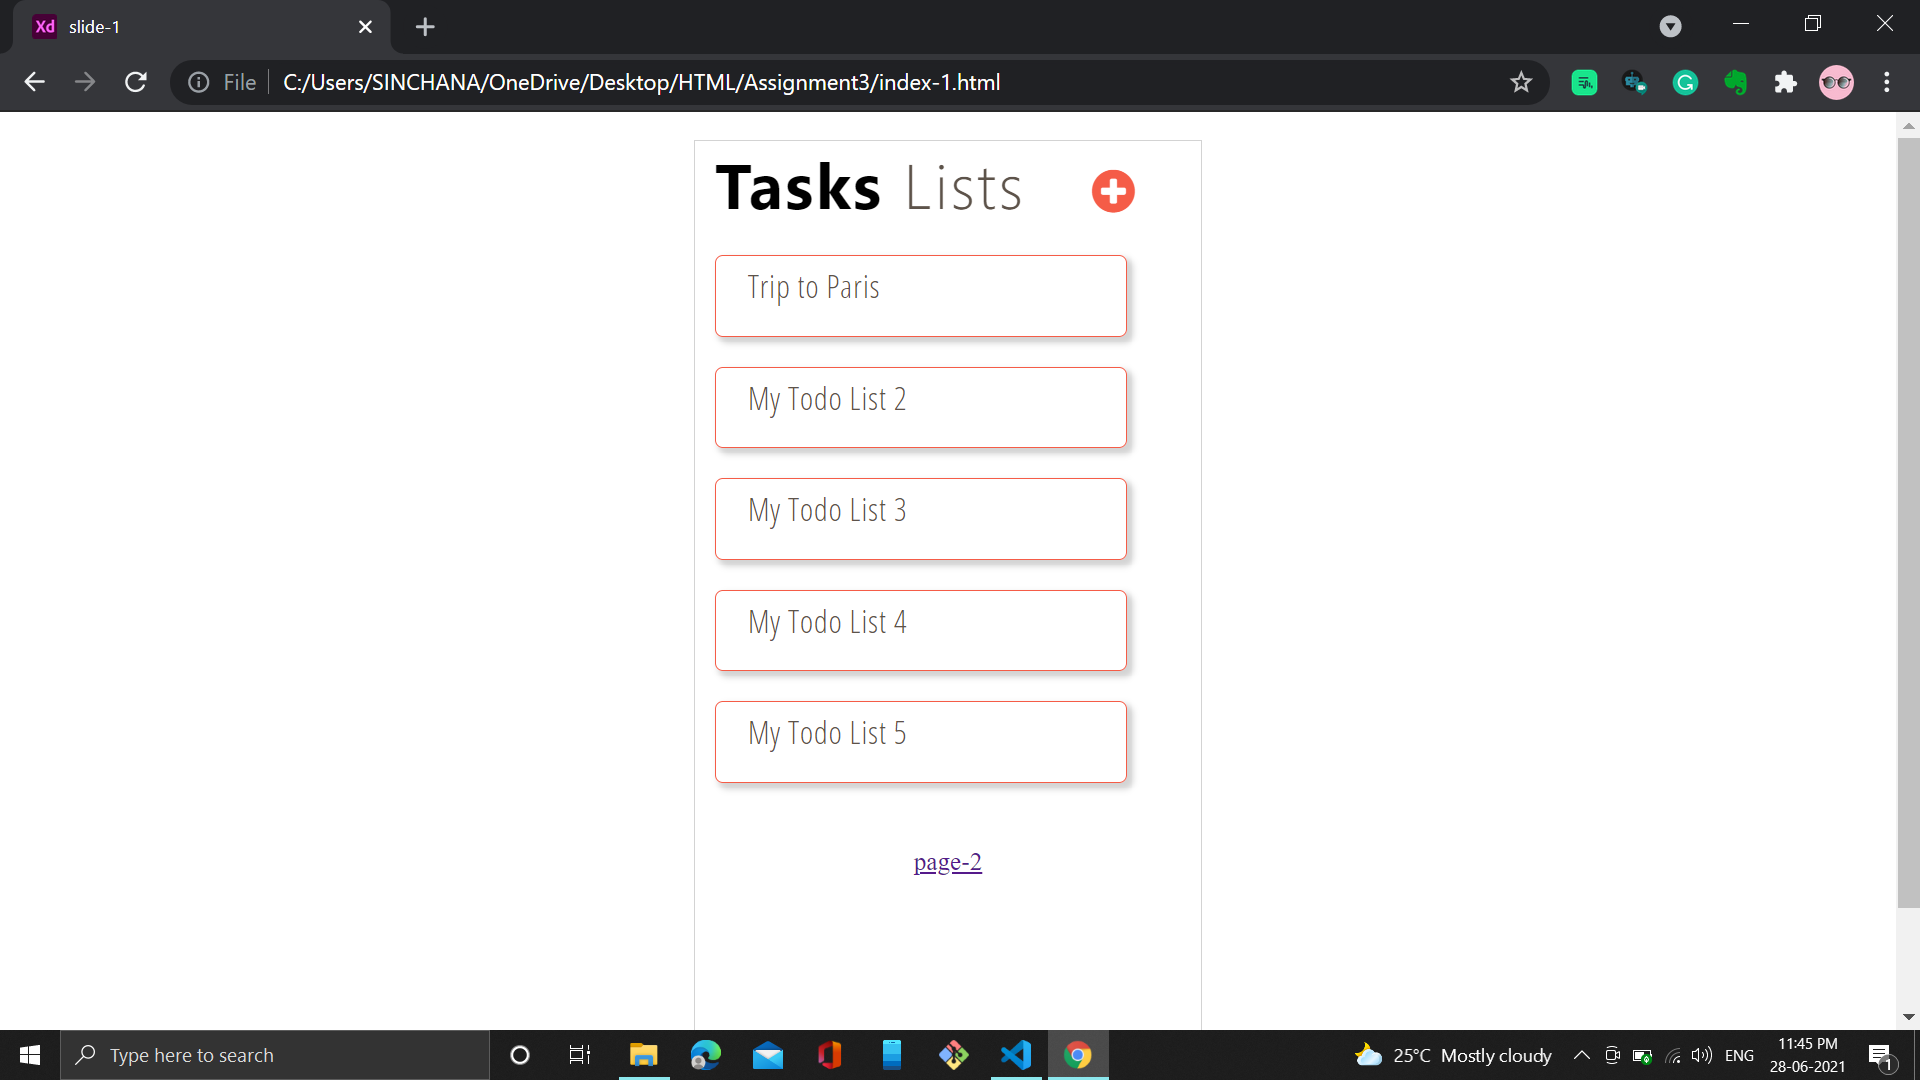 Xd slide-1
File C:/Users/SINCHANA/OneDrive/Desktop/HTML/Assignment3/index-1.html
Tasks Lists
Trip to Paris
My Todo List 2
My Todo List 3
My Todo List 4
My Todo List 5
page-2
Type here to search
25°C Mostly cloudy
ENG
11:45 PM
28-06-2021
1